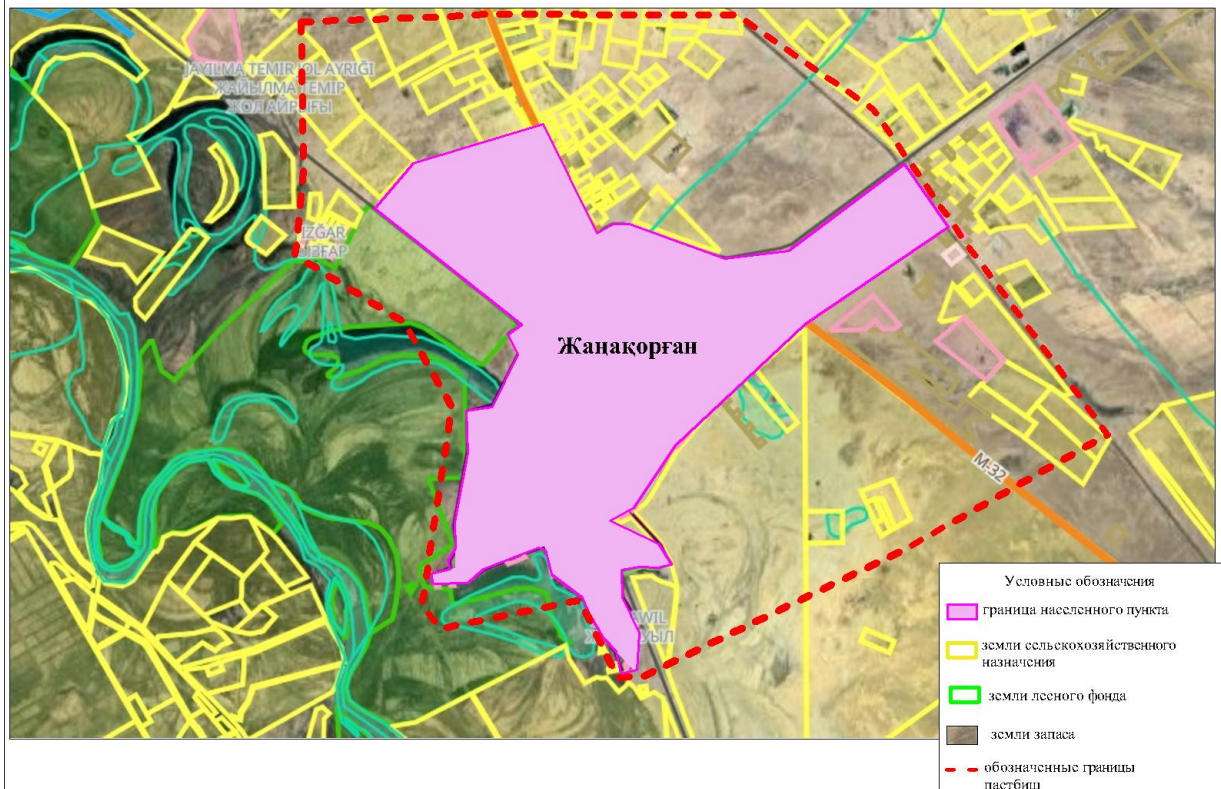 JAYILMA TEMIR JOL AYRIĞI
ЖАЙЫЛМА ТЕМІР
ЖОЛ АЙРЫҒЫ
Жаңақорған
M-32
Условные обозначения
граница населенного пункта
земли сельскохозяйственного
назначения
земли лесного фонда
земли запаса
обозначенные границы
пастбищ